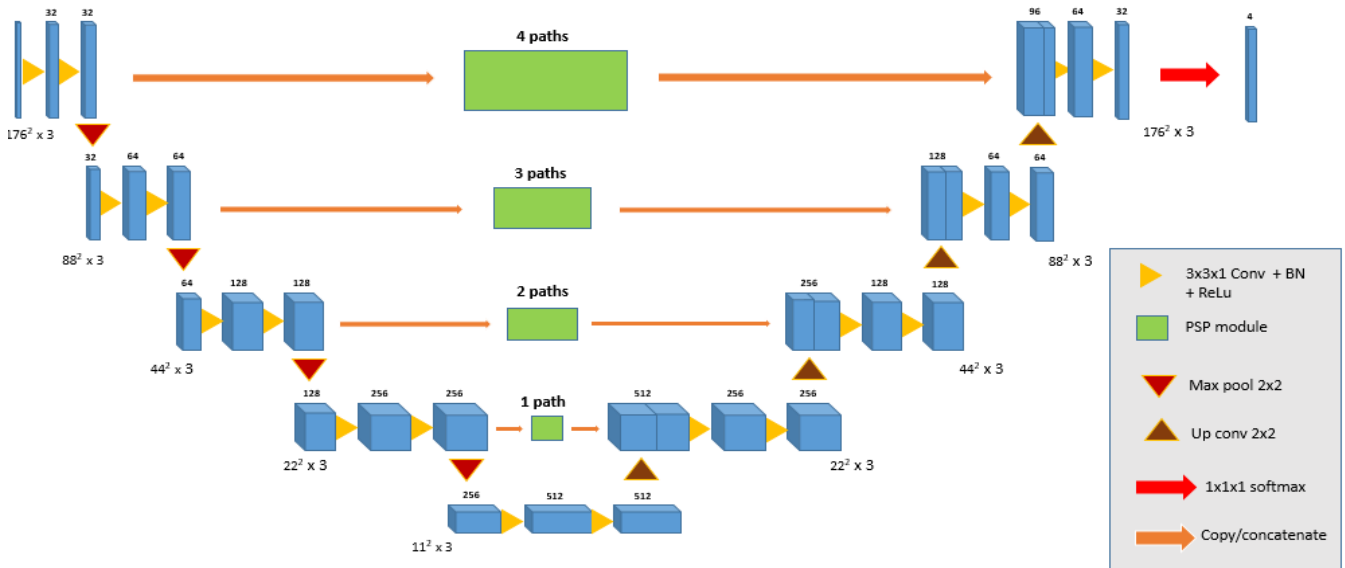 32 32 96 64 32 4
4 paths
176² x 3 176² x 3
32 64 64 128 64 64
3 paths
88² x 3 88² x 3
64 128 128 256 128 128
2 paths
44² x 3 44² x 3
128 256 256 512 256 256
1 path
22² x 3 22² x 3
256 512 512
11² x 3
3x3x1 Conv + BN
+ ReLu
PSP module
Max pool 2x2
Up conv 2x2
1x1x1 softmax
Copy/concatenate